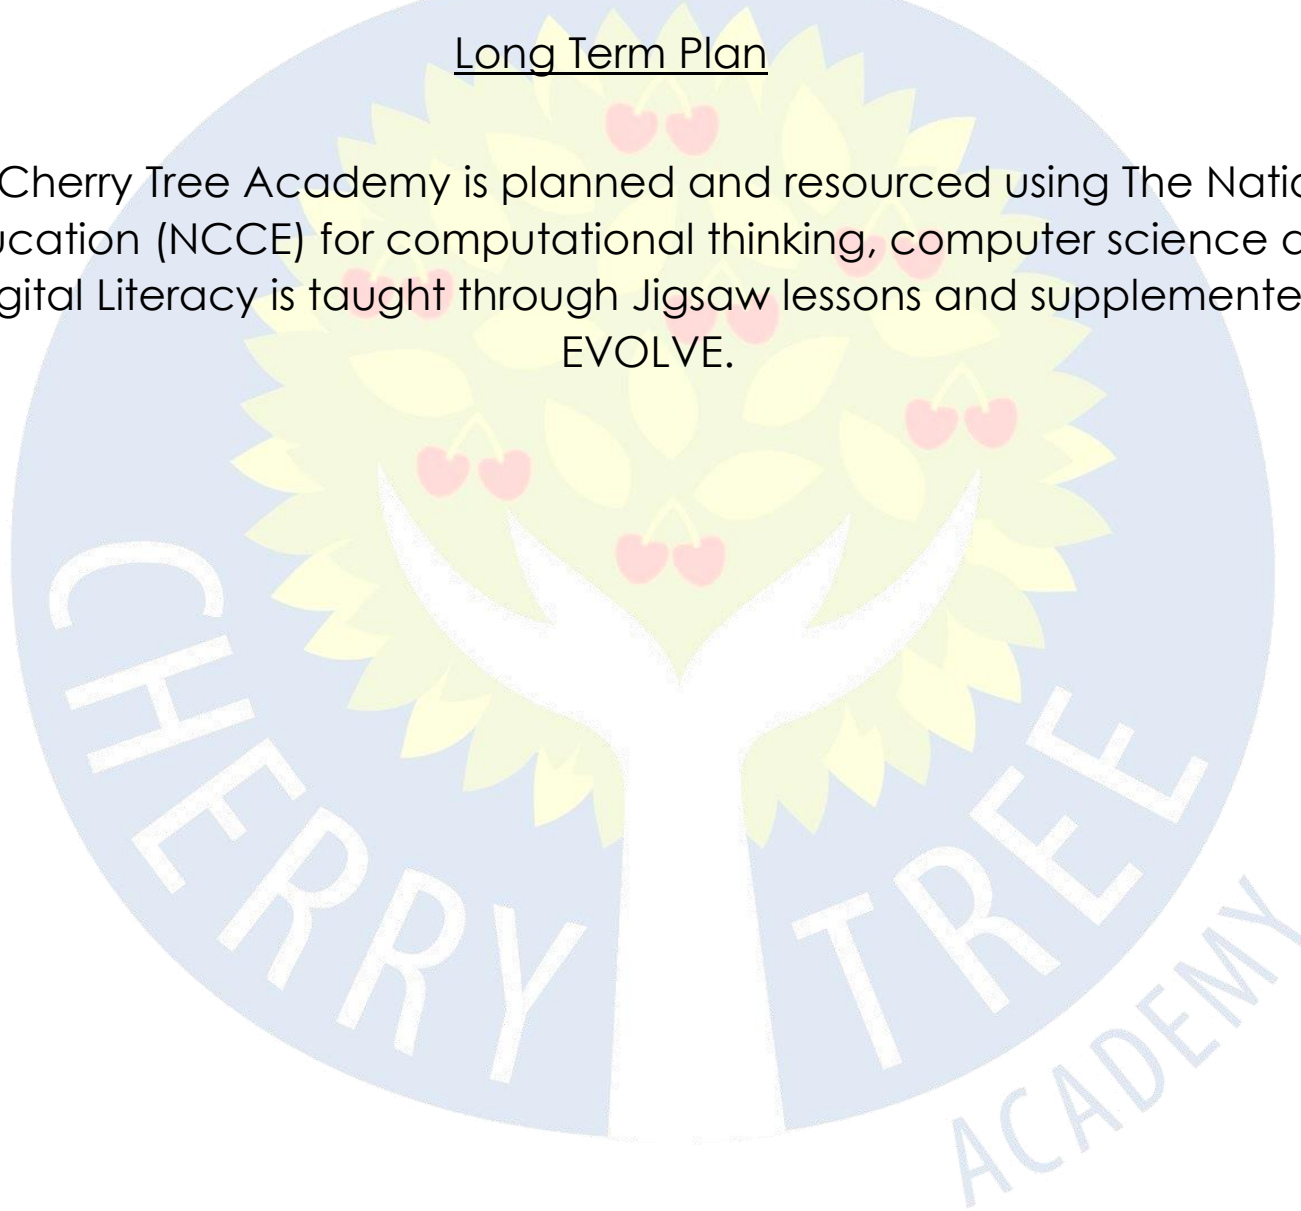 Long Term Plan
Cherry Tree Academy is planned and resourced using The Natio
ucation (NCCE) for computational thinking, computer science
gital Literacy is taught through Jigsaw lessons and supplemente
EVOLVE.
CHERRY TREE
ACADEMY